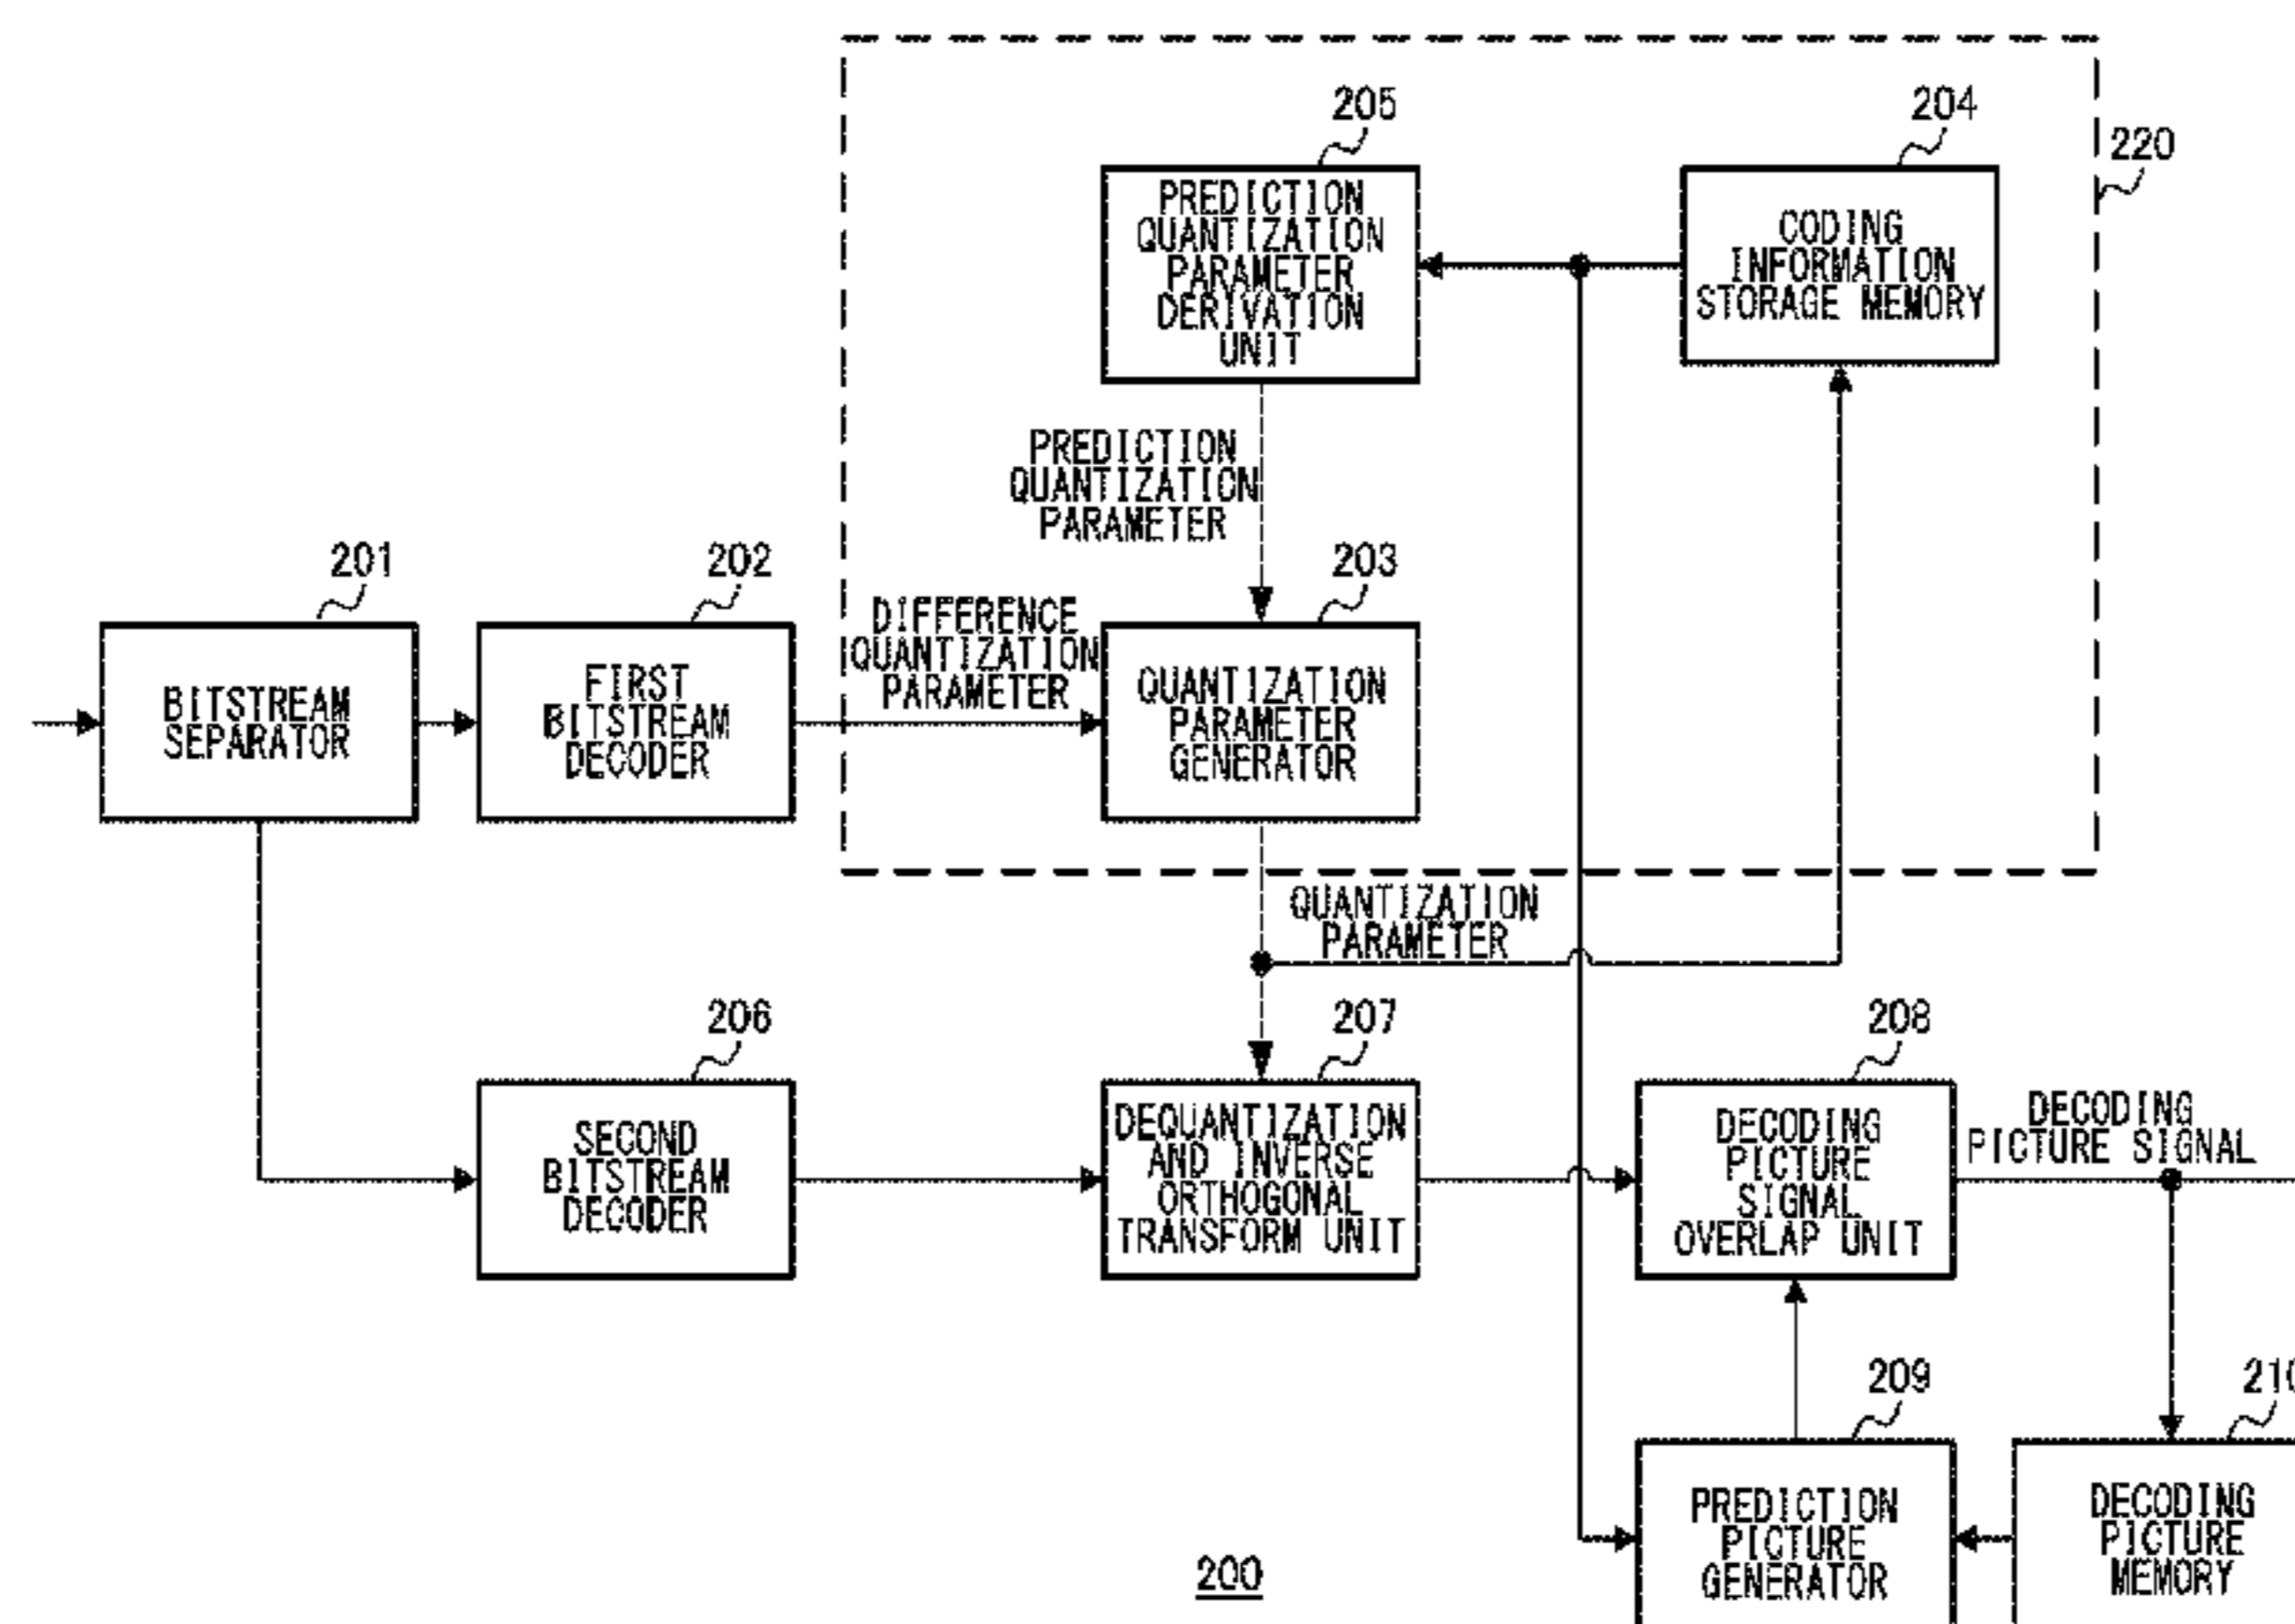 205
204
220
PREDICTION
QUANTIZATION
PARAMETER
DERIVATION
UNIT
CODING
INFORMATION
STORAGE MEMORY
PREDICTION
QUANTIZATION
PARAMETER
201
202
203
DIFFERENCE
QUANTIZATION
PARAMETER
BITSTREAM
SEPARATOR
FIRST
BITSTREAM
DECODER
QUANTIZATION
PARAMETER
GENERATOR
QUANTIZATION
PARAMETER
206
207
208
SECOND
BITSTREAM
DECODER
DEQUANTIZATION
AND INVERSE
ORTHOGONAL
TRANSFORM UNIT
DECODING
PICTURE
SIGNAL
OVERLAP UNIT
DECODING
PICTURE SIGNAL
209
210
PREDICTION
PICTURE
GENERATOR
DECODING
PICTURE
MEMORY
200